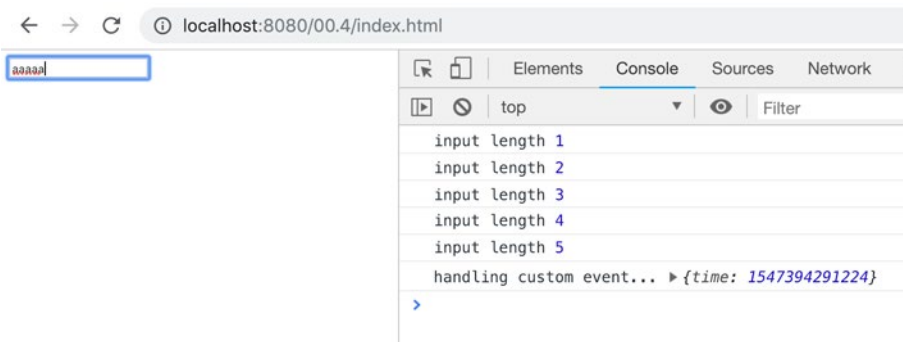 localhost:8080/00.4/index.html
aaaaa
Elements Console Sources Network
top Filter
input length 1
input length 2
input length 3
input length 4
input length 5
handling custom event... ▶{time: 1547394291224}
>